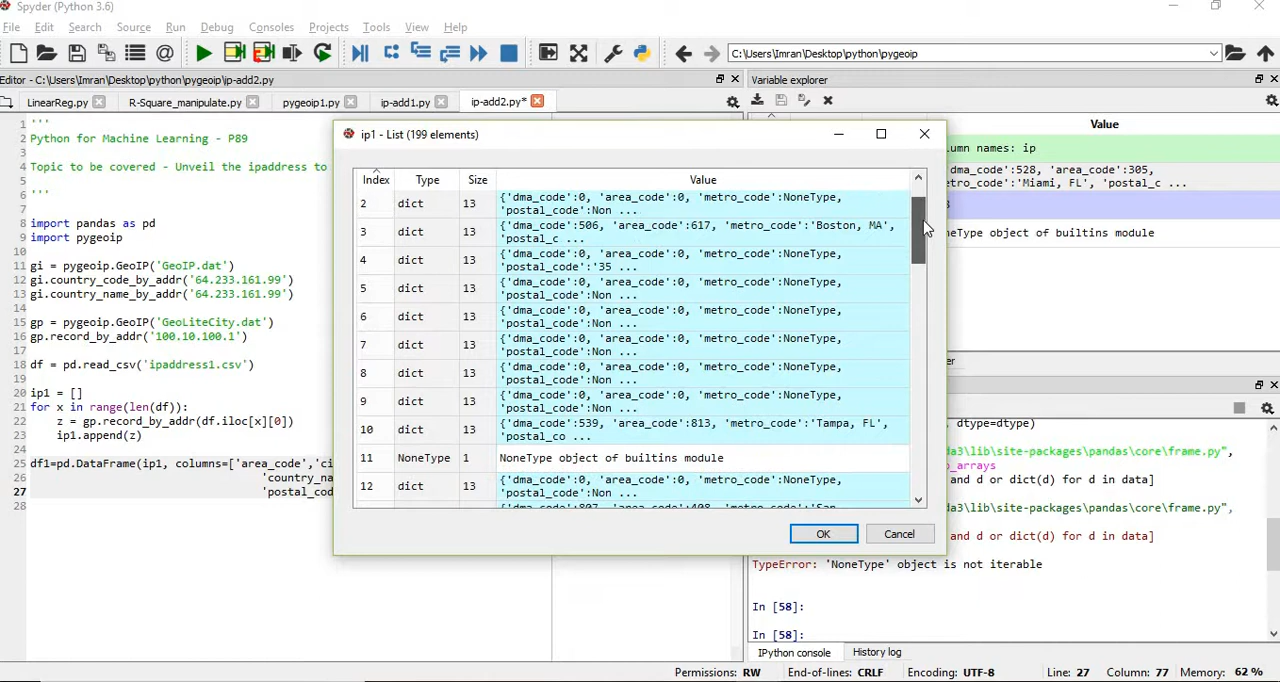 Spyder (Python 3.6)
File Edit Search Source Run Debug Consoles Projects Tools View Help
C:\Users\Imran\Desktop\python\pygeoip
Editor - C:\Users\Imran\Desktop\python\pygeoip\ip-add2.py
LinearReg.py R-Square_manipulate.py pygeoip1.py ip-add1.py ip-add2.py*
1 '''
2 Python for Machine Learning - P89
3
4 Topic to be covered - Unveil the ipaddress to
5
6 '''
7
8 import pandas as pd
9 import pygeoip
10
11 gi = pygeoip.GeoIP('GeoIP.dat')
12 gi.country_code_by_addr('64.233.161.99')
13 gi.country_name_by_addr('64.233.161.99')
14
15 gp = pygeoip.GeoIP('GeoLiteCity.dat')
16 gp.record_by_addr('100.10.100.1')
17
18 df = pd.read_csv('ipaddress1.csv')
19
20 ip1 = []
21 for x in range(len(df)):
22 z = gp.record_by_addr(df.iloc[x][0])
23 ip1.append(z)
24
25 df1=pd.DataFrame(ip1, columns=['area_code','ci
26 'country_na
27 'postal_cod
28
ip1 - List (199 elements)
Index Type Size Value
2 dict 13 {'dma_code':0, 'area_code':0, 'metro_code':NoneType,
'postal_code':Non ...
3 dict 13 {'dma_code':506, 'area_code':617, 'metro_code':'Boston, MA',
'postal_c ...
4 dict 13 {'dma_code':0, 'area_code':0, 'metro_code':NoneType,
'postal_code':'35 ...
5 dict 13 {'dma_code':0, 'area_code':0, 'metro_code':NoneType,
'postal_code':Non ...
6 dict 13 {'dma_code':0, 'area_code':0, 'metro_code':NoneType,
'postal_code':Non ...
7 dict 13 {'dma_code':0, 'area_code':0, 'metro_code':NoneType,
'postal_code':Non ...
8 dict 13 {'dma_code':0, 'area_code':0, 'metro_code':NoneType,
'postal_code':Non ...
9 dict 13 {'dma_code':0, 'area_code':0, 'metro_code':NoneType,
'postal_code':Non ...
10 dict 13 {'dma_code':539, 'area_code':813, 'metro_code':'Tampa, FL',
'postal_co ...
11 NoneType 1 NoneType object of builtins module
12 dict 13 {'dma_code':0, 'area_code':0, 'metro_code':NoneType,
'postal_code':Non ...
{'dma_code':807, 'area_code':408, 'metro_code':'San
OK Cancel
Variable explorer
Value
umn names: ip
dma_code':528, 'area_code':305,
etro_code':'Miami, FL', 'postal_c ...
neType object of builtins module
er
, dtype=dtype)
da3\lib\site-packages\pandas\core\frame.py",
o_arrays
and d or dict(d) for d in data]
da3\lib\site-packages\pandas\core\frame.py",
and d or dict(d) for d in data]
TypeError: 'NoneType' object is not iterable
In [58]:
In [58]:
IPython console History log
Permissions: RW End-of-lines: CRLF Encoding: UTF-8 Line: 27 Column: 77 Memory: 62 %